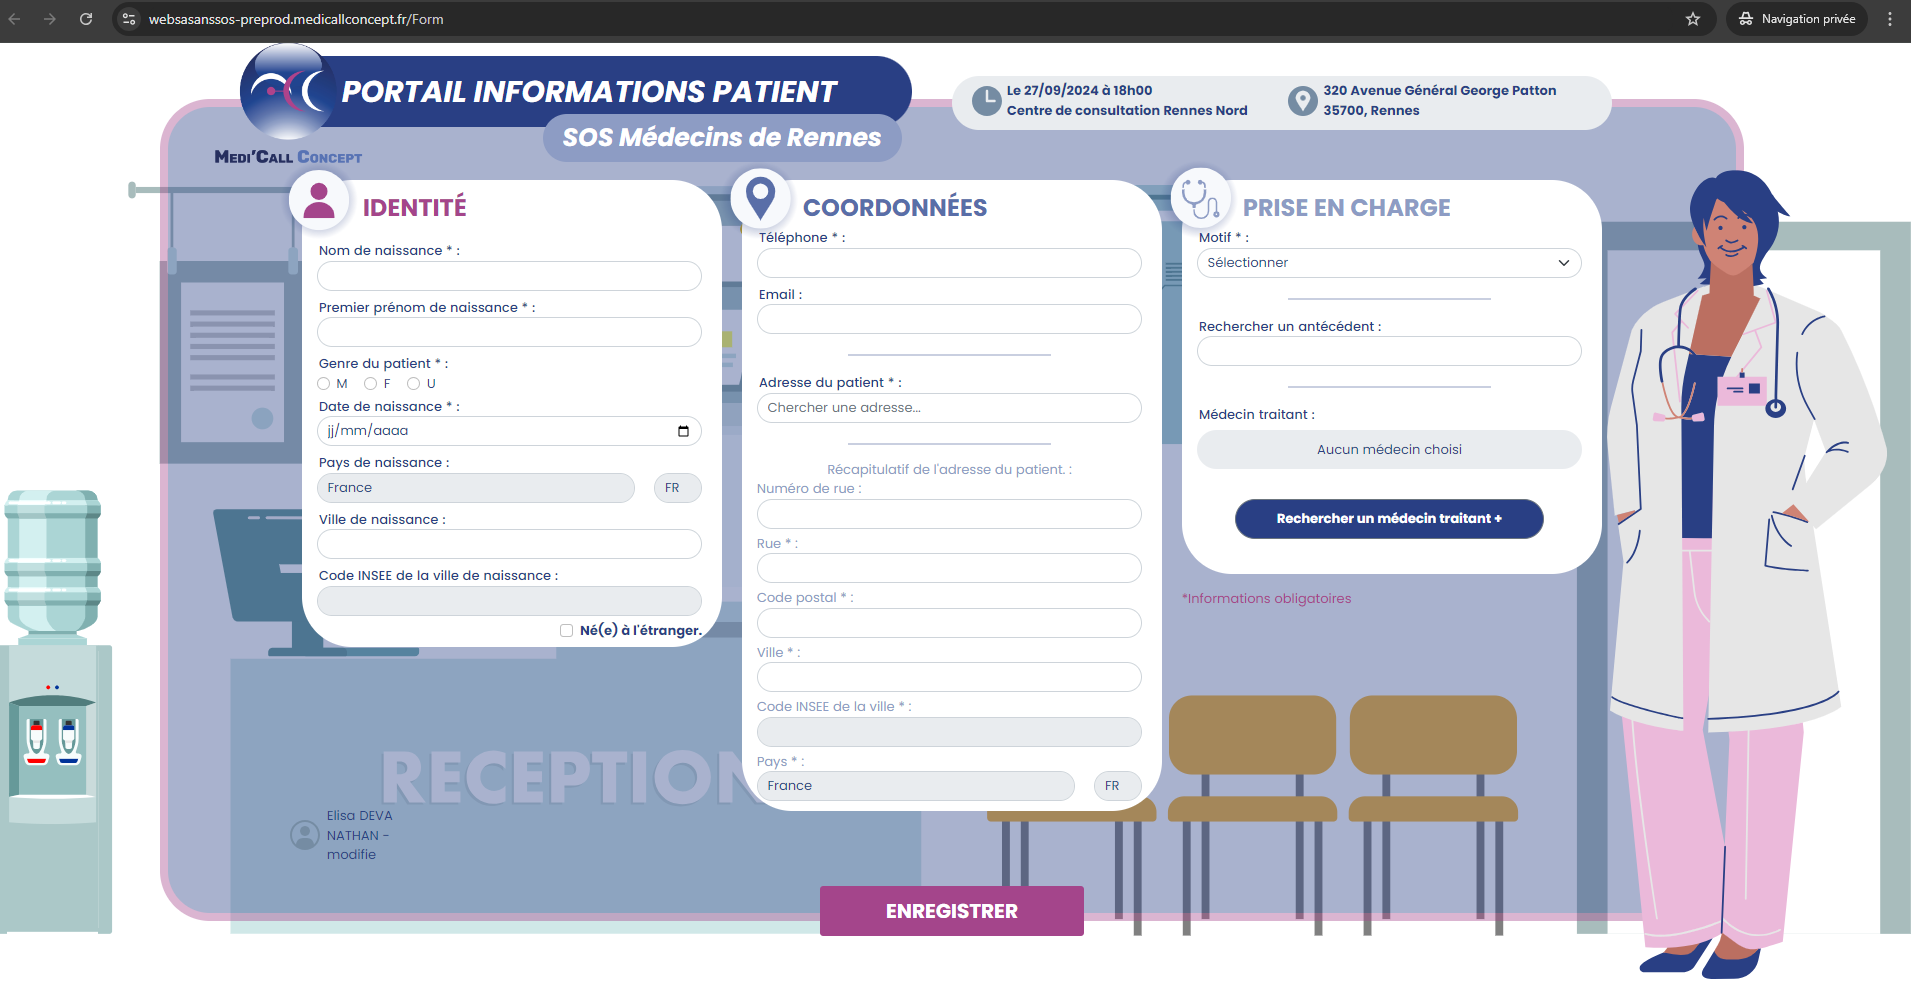 websasanssos-preprod.medicallconcept.fr/Form
Navigation privée
PORTAIL INFORMATIONS PATIENT
SOS Médecins de Rennes
MEDI'CALL CONCEPT
Le 27/09/2024 à 18h00
Centre de consultation Rennes Nord
320 Avenue Général George Patton
35700, Rennes
IDENTITÉ
Nom de naissance * :
Premier prénom de naissance * :
Genre du patient * :
M F U
Date de naissance * :
jj/mm/aaaa
Pays de naissance :
France FR
Ville de naissance :
Code INSEE de la ville de naissance :
Né(e) à l'étranger.
COORDONNÉES
Téléphone * :
Email :
Adresse du patient * :
Chercher une adresse...
Récapitulatif de l'adresse du patient. :
Numéro de rue :
Rue * :
Code postal * :
Ville * :
Code INSEE de la ville * :
Pays * :
France FR
PRISE EN CHARGE
Motif * :
Sélectionner
Rechercher un antécédent :
Médecin traitant :
Aucun médecin choisi
Rechercher un médecin traitant +
*Informations obligatoires
RECEPTION
Elisa DEVA
NATHAN -
modifie
ENREGISTRER